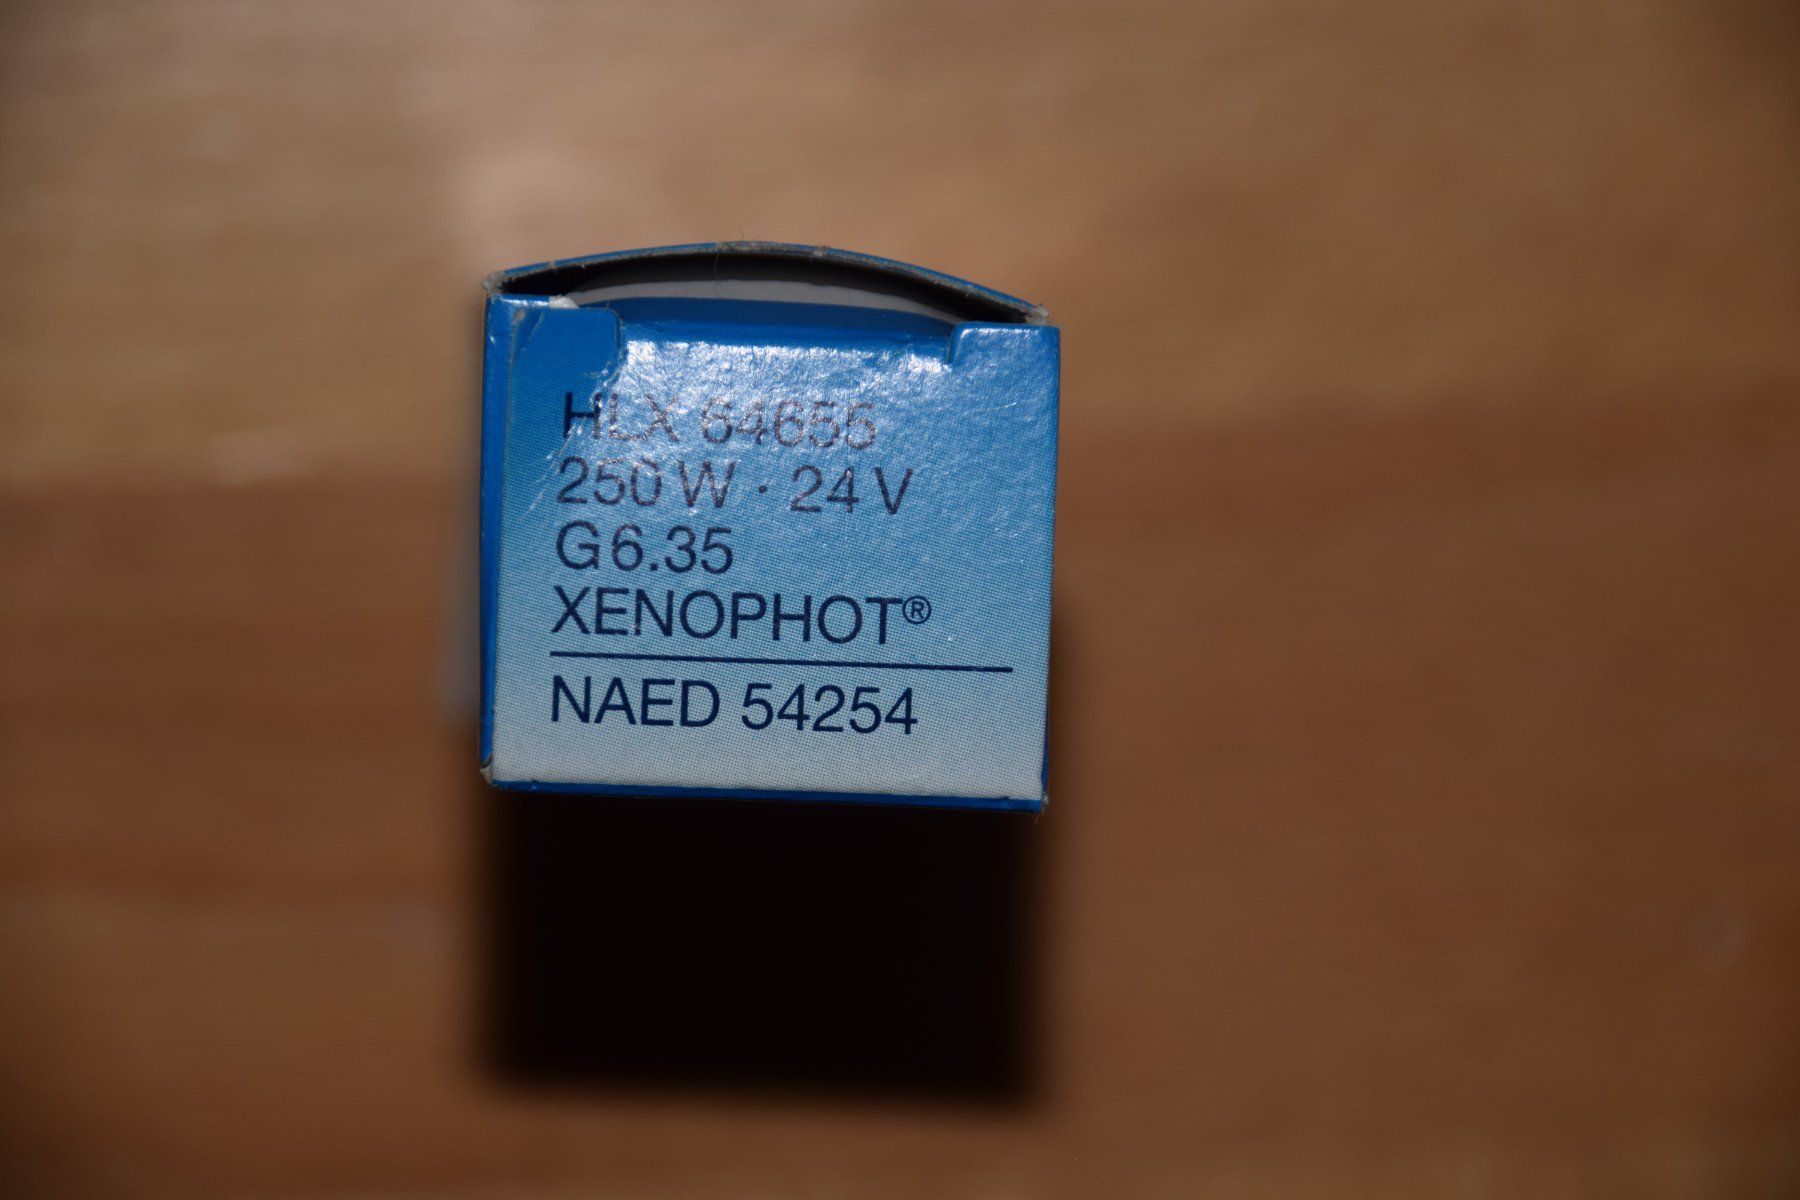 HLX 64655
250 W · 24 V
G6.35
XENOPHOT®
NAED 54254